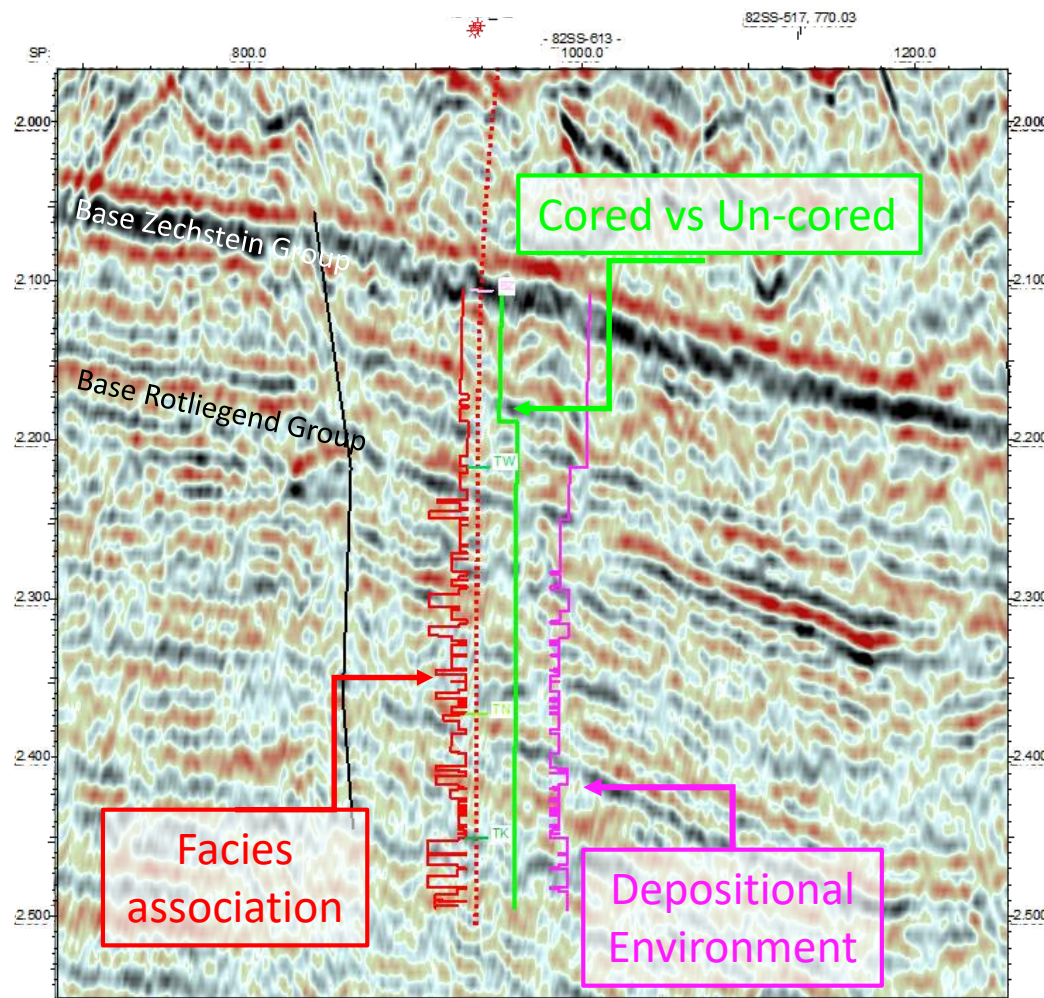 82SS-517, 770.03
- 82SS-613 -
SP:
800.0
1000.0
1200.0
2.000
2.000
Cored vs Un-cored
Base Zechstein Group
2.100
2.100
Base Rotliegend Group
2.200
2.200
TW
2.300
2.300
TN
2.400
2.400
TK
Facies
association
Depositional
Environment
2.500
2.500